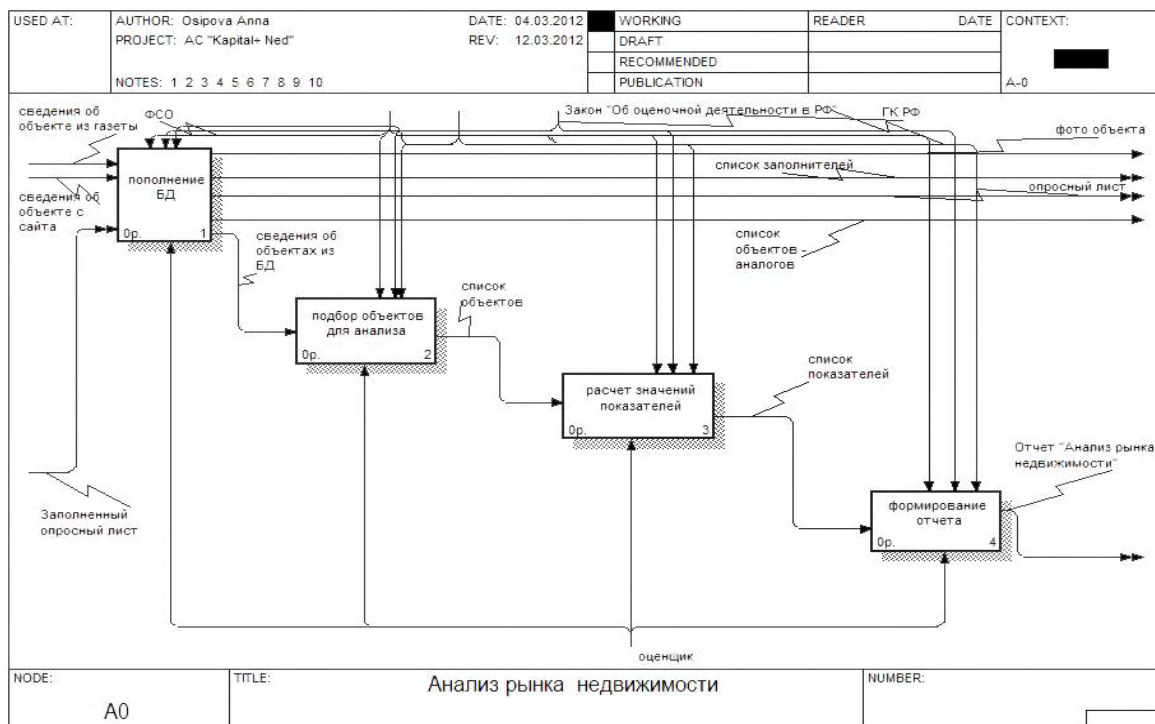 USED AT:
AUTHOR: Osipova Anna
DATE: 04.03.2012
PROJECT: AC "Kapital+ Ned"
REV: 12.03.2012
NOTES: 1 2 3 4 5 6 7 8 9 10
WORKING
DRAFT
RECOMMENDED
PUBLICATION
READER
DATE
CONTEXT:
A-0
сведения об
объекте из газеты
ФСО
Закон "Об оценочной деятельности в РФ"
ГК РФ
фото объекта
список заполнителей
опросный лист
пополнение
БД
0р.
1
сведения об
объекте с
сайта
сведения об
объектах из
БД
список
объектов -
аналогов
список
объектов
подбор объектов
для анализа
0р.
2
список
показателей
расчет значений
показателей
0р.
3
Отчет "Анализ рынка
недвижимости"
формирование
отчета
0р.
4
Заполненный
опросный лист
оценщик
NODE:
A0
TITLE:
Анализ рынка недвижимости
NUMBER: